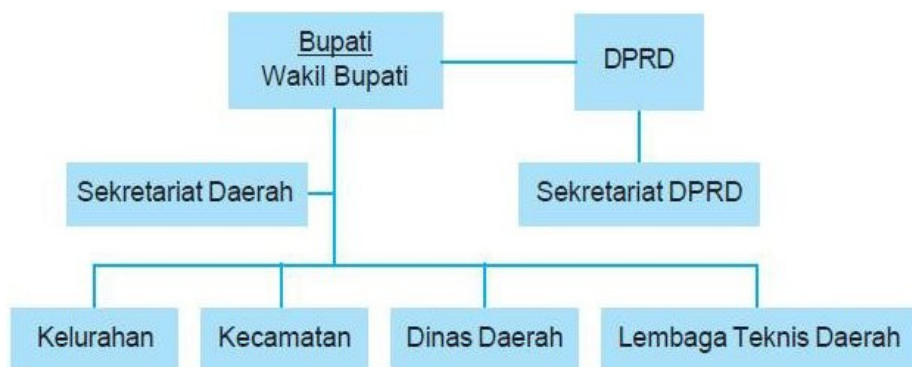 Bupati
Wakil Bupati
DPRD
Sekretariat Daerah
Sekretariat DPRD
Kelurahan
Kecamatan
Dinas Daerah
Lembaga Teknis Daerah